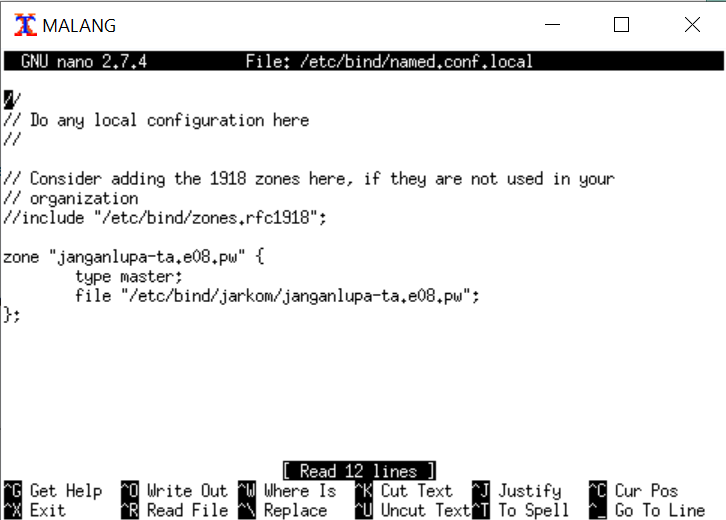 MALANG
GNU nano 2.7.4 File: /etc/bind/named.conf.local
//
// Do any local configuration here
//
// Consider adding the 1918 zones here, if they are not used in your
// organization
//include "/etc/bind/zones.rfc1918";
zone "janganlupa-ta.e08.pw" {
type master;
file "/etc/bind/jarkom/janganlupa-ta.e08.pw";
};
[ Read 12 lines ]
^G Get Help ^O Write Out ^W Where Is ^K Cut Text ^J Justify ^C Cur Pos
^X Exit ^R Read File ^\ Replace ^U Uncut Text^T To Spell ^_ Go To Line